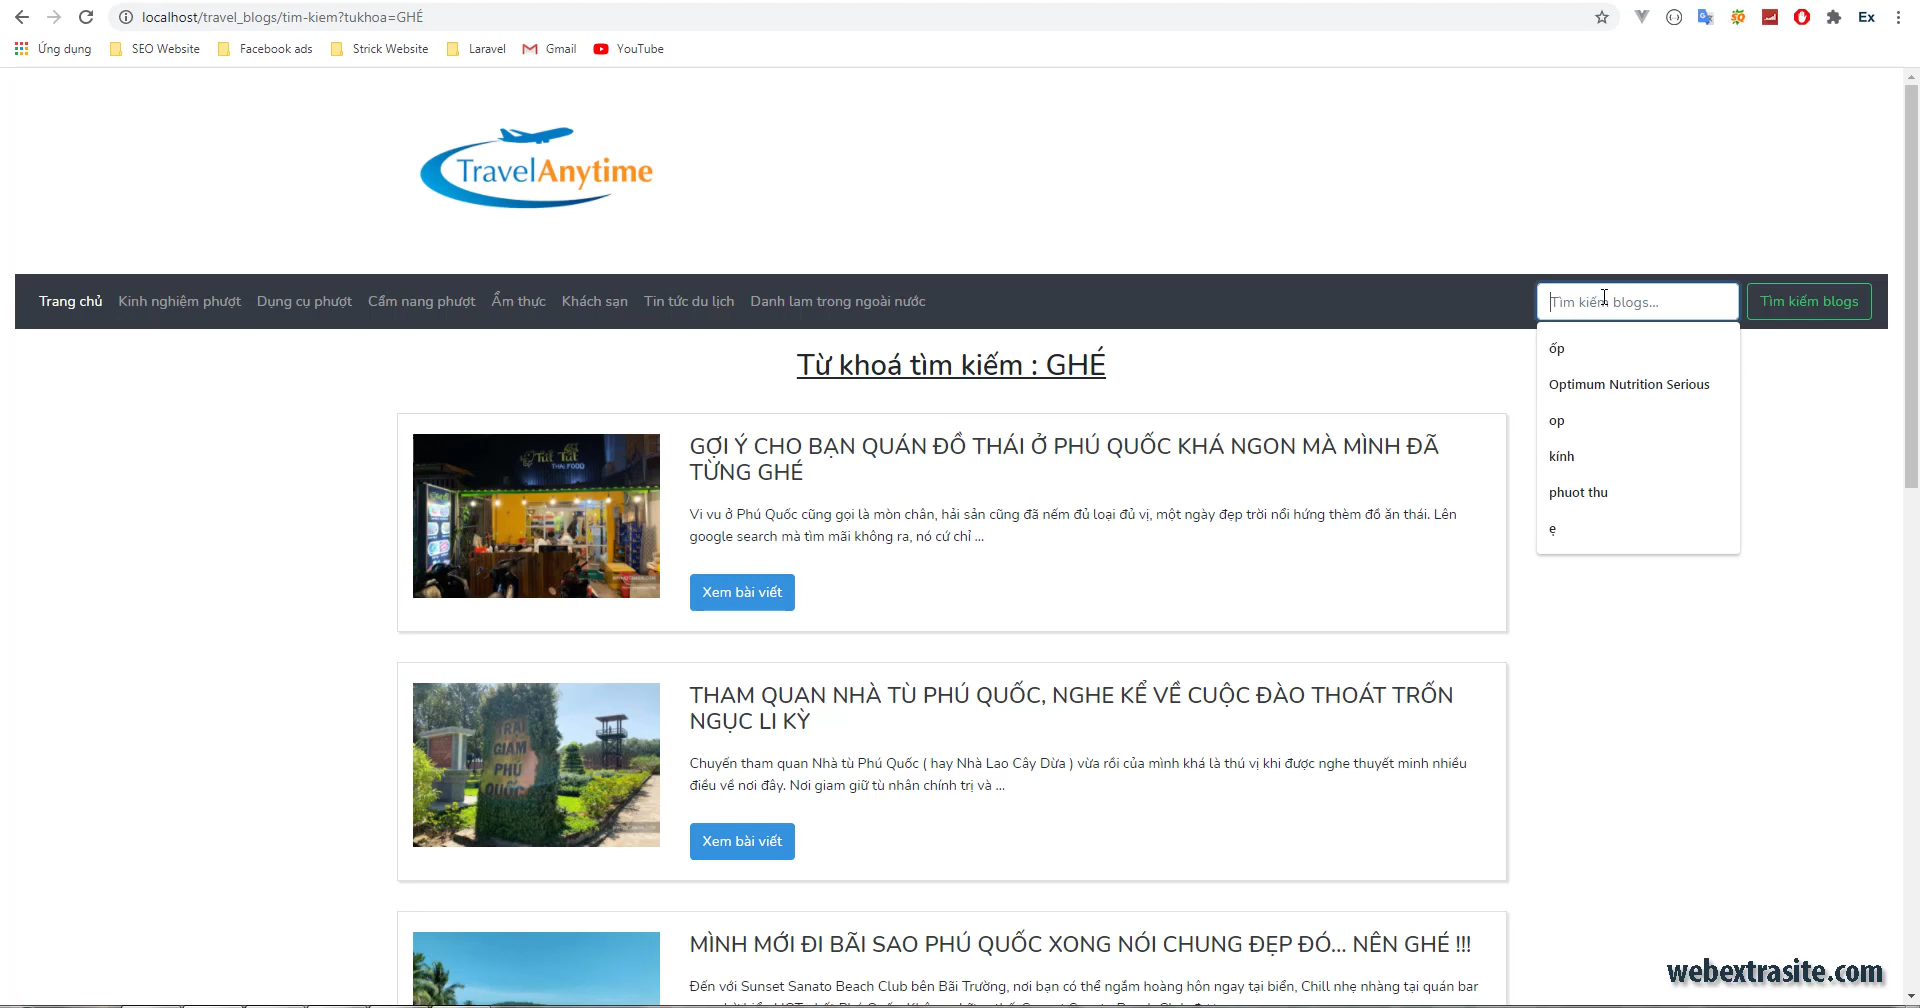 localhost/travel_blogs/tim-kiem?tukhoa=GHÉ
Ex
Ứng dụng SEO Website Facebook ads Strick Website Laravel Gmail YouTube
TravelAnytime
Trang chủ Kinh nghiệm phượt Dụng cụ phượt Cẩm nang phượt Ẩm thực Khách sạn Tin tức du lịch Danh lam trong ngoài nước Tìm kiếm blogs... Tìm kiếm blogs
ốp
Optimum Nutrition Serious
op
kính
phuot thu
ẹ
Từ khoá tìm kiếm : GHÉ
Tuk Tuk
THAI FOOD
GỢI Ý CHO BẠN QUÁN ĐỒ THÁI Ở PHÚ QUỐC KHÁ NGON MÀ MÌNH ĐÃ
TỪNG GHÉ
Vi vu ở Phú Quốc cũng gọi là mòn chân, hải sản cũng đã nếm đủ loại đủ vị, một ngày đẹp trời nổi hứng thèm đồ ăn thái. Lên
google search mà tìm mãi không ra, nó cứ chỉ ...
Xem bài viết
TRẠI
GIAM
PHÚ
QUỐC
THAM QUAN NHÀ TÙ PHÚ QUỐC, NGHE KỂ VỀ CUỘC ĐÀO THOÁT TRỐN
NGỤC LI KỲ
Chuyến tham quan Nhà tù Phú Quốc ( hay Nhà Lao Cây Dừa ) vừa rồi của mình khá là thú vị khi được nghe thuyết minh nhiều
điều về nơi đây. Nơi giam giữ tù nhân chính trị và ...
Xem bài viết
MÌNH MỚI ĐI BÃI SAO PHÚ QUỐC XONG NÓI CHUNG ĐẸP ĐÓ... NÊN GHÉ !!!
Đến với Sunset Sanato Beach Club bên Bãi Trường, nơi bạn có thể ngắm hoàng hôn ngay tại biển, Chill nhẹ nhàng tại quán bar
webextrasite.com